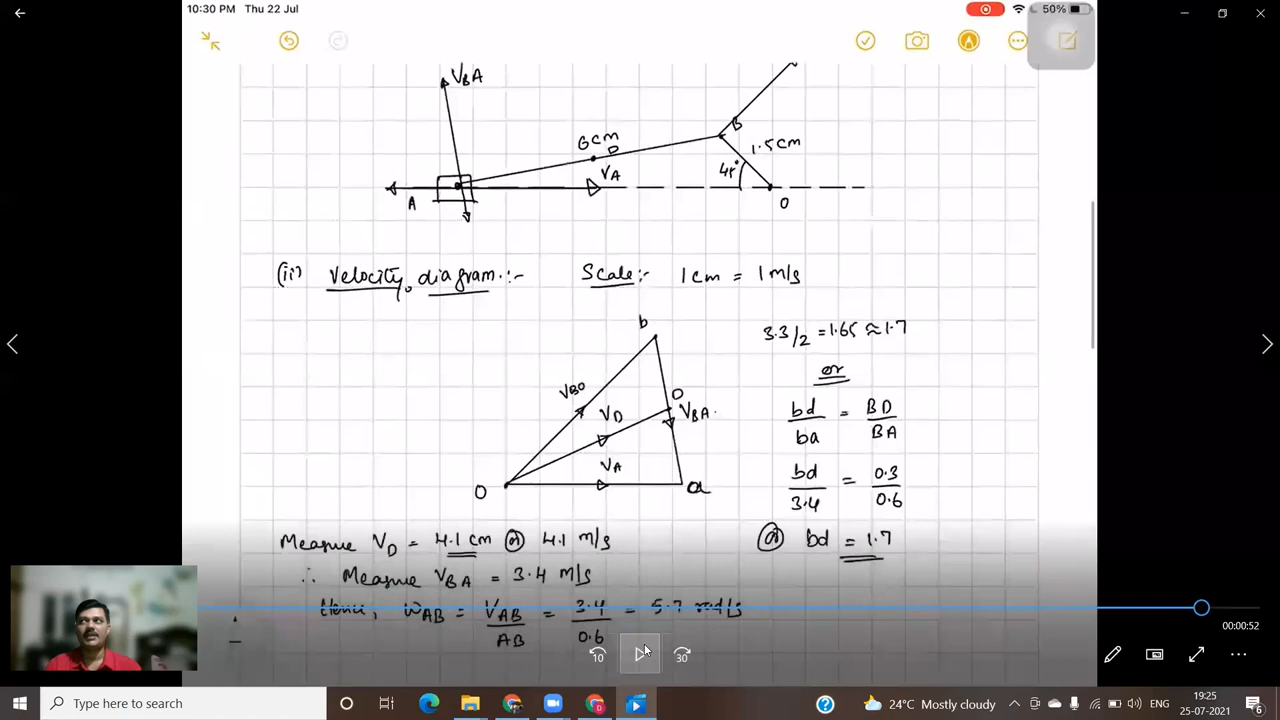 10:30 PM Thu 22 Jul
50%
VBA
6cm
D
B
1.5cm
VA
A
O
(ii) Velocity diagram :- Scale:- 1cm = 1m/s
b
3.3/2 = 1.65 ≈ 1.7
or
VBO
VD
D
VBA
bd/ba = BD/BA
VA
O
a
bd/3.4 = 0.3/0.6
Measure VD = 4.1 cm 4.1 m/s
bd = 1.7
∴ Measure VBA = 3.4 m/s
Hence, ωAB = VAB/AB = 3.4/0.6 = 5.7 rad/s
0:00:52
10
30
Type here to search
24°C Mostly cloudy
19:25
25-07-2021
6